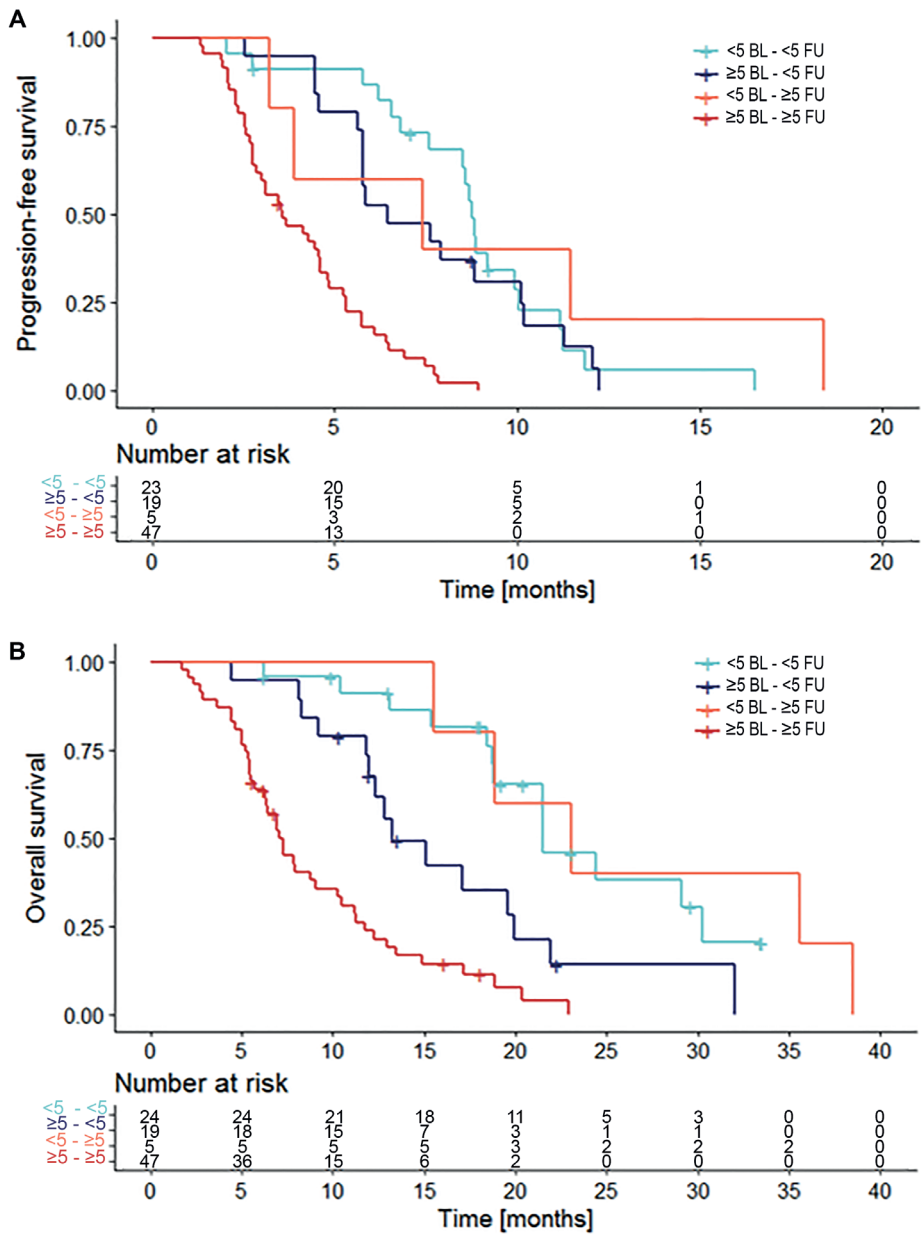 A
1.00
0.75
0.50
0.25
0.00
Progression-free survival
<5 BL - <5 FU
≥5 BL - <5 FU
<5 BL - ≥5 FU
≥5 BL - ≥5 FU
0 5 10 15 20
Number at risk
<5 - <5 23 20 5 1 0
≥5 - <5 19 15 5 0 0
<5 - ≥5 5 3 2 1 0
≥5 - ≥5 47 13 0 0 0
0 5 10 15 20
Time [months]
B
1.00
0.75
0.50
0.25
0.00
Overall survival
<5 BL - <5 FU
≥5 BL - <5 FU
<5 BL - ≥5 FU
≥5 BL - ≥5 FU
0 5 10 15 20 25 30 35 40
Number at risk
<5 - <5 24 24 21 18 11 5 3 0 0
≥5 - <5 19 18 15 7 3 1 1 0 0
<5 - ≥5 5 5 5 5 3 2 2 2 0
≥5 - ≥5 47 36 15 6 2 0 0 0 0
0 5 10 15 20 25 30 35 40
Time [months]